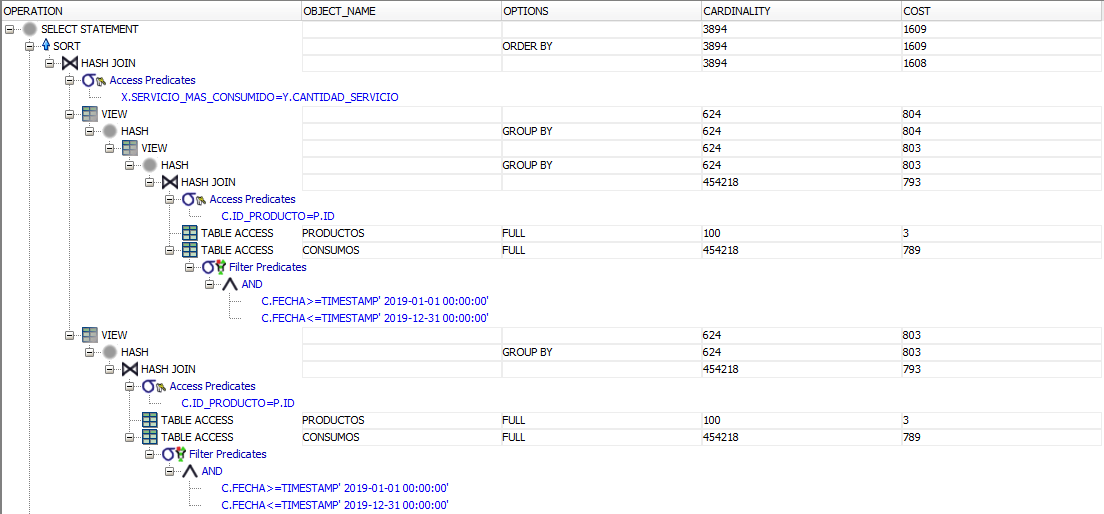 OPERATION OBJECT_NAME OPTIONS CARDINALITY COST
SELECT STATEMENT 3894 1609
SORT ORDER BY 3894 1609
HASH JOIN 3894 1608
Access Predicates
X.SERVICIO_MAS_CONSUMIDO=Y.CANTIDAD_SERVICIO
VIEW 624 804
HASH GROUP BY 624 804
VIEW 624 803
HASH GROUP BY 624 803
HASH JOIN 454218 793
Access Predicates
C.ID_PRODUCTO=P.ID
TABLE ACCESS PRODUCTOS FULL 100 3
TABLE ACCESS CONSUMOS FULL 454218 789
Filter Predicates
AND
C.FECHA>=TIMESTAMP' 2019-01-01 00:00:00'
C.FECHA<=TIMESTAMP' 2019-12-31 00:00:00'
VIEW 624 803
HASH GROUP BY 624 803
HASH JOIN 454218 793
Access Predicates
C.ID_PRODUCTO=P.ID
TABLE ACCESS PRODUCTOS FULL 100 3
TABLE ACCESS CONSUMOS FULL 454218 789
Filter Predicates
AND
C.FECHA>=TIMESTAMP' 2019-01-01 00:00:00'
C.FECHA<=TIMESTAMP' 2019-12-31 00:00:00'